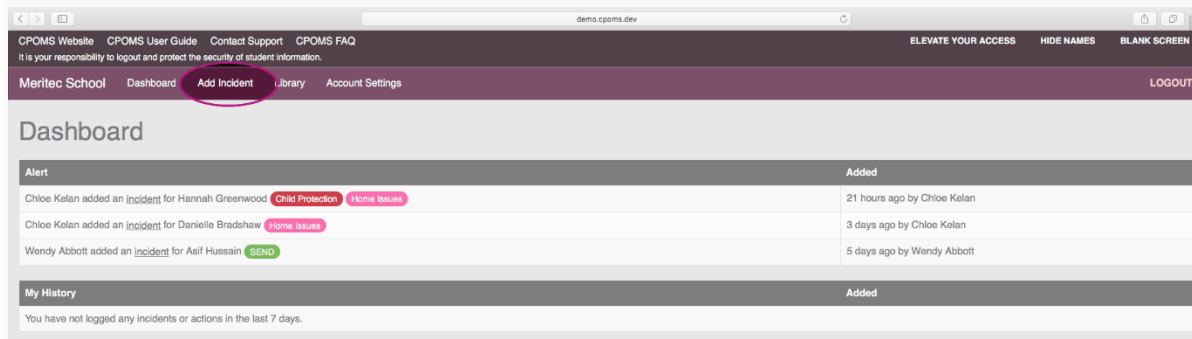 demo.cpoms.dev
CPOMS Website CPOMS User Guide Contact Support CPOMS FAQ ELEVATE YOUR ACCESS HIDE NAMES BLANK SCREEN
It is your responsibility to logout and protect the security of student information.
Meritec School Dashboard Add Incident Library Account Settings LOGOUT
Dashboard
Alert Added
Chloe Kelan added an incident for Hannah Greenwood Child Protection Home Issues 21 hours ago by Chloe Kelan
Chloe Kelan added an incident for Danielle Bradshaw Home Issues 3 days ago by Chloe Kelan
Wendy Abbott added an incident for Asif Hussain SEND 5 days ago by Wendy Abbott
My History Added
You have not logged any incidents or actions in the last 7 days.